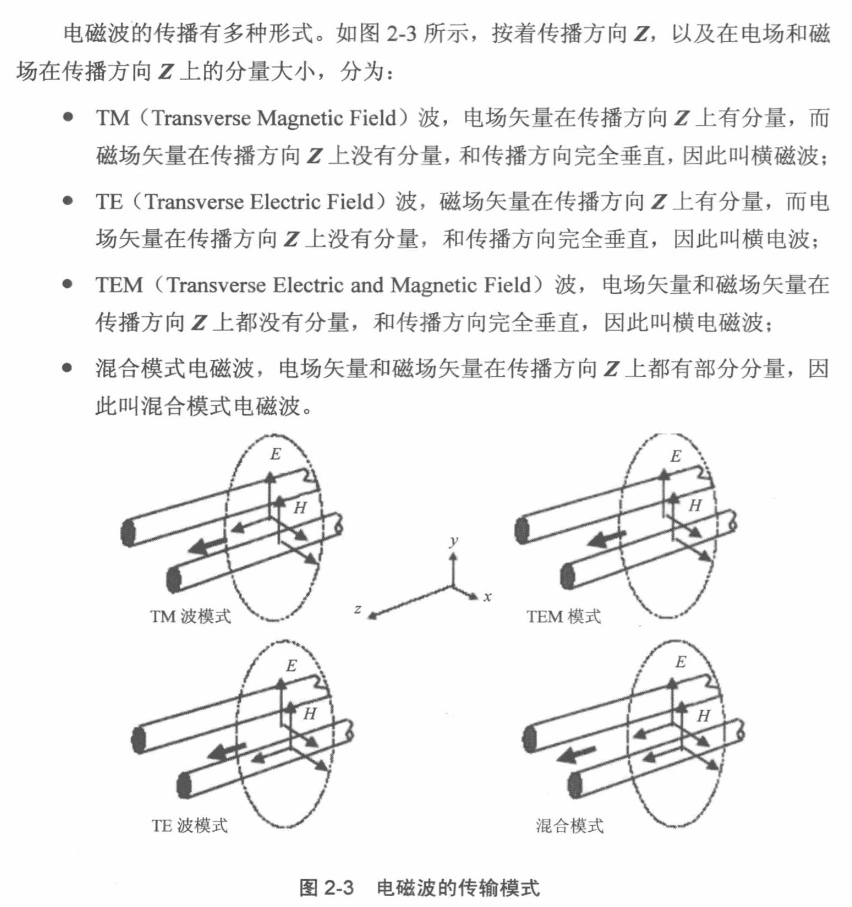 电磁波的传播有多种形式。如图 2-3 所示，按着传播方向 Z，以及在电场和磁
场在传播方向 Z 上的分量大小，分为：
● TM（Transverse Magnetic Field）波，电场矢量在传播方向 Z 上有分量，而
磁场矢量在传播方向 Z 上没有分量，和传播方向完全垂直，因此叫横磁波；
● TE（Transverse Electric Field）波，磁场矢量在传播方向 Z 上有分量，而电
场矢量在传播方向 Z 上没有分量，和传播方向完全垂直，因此叫横电波；
● TEM（Transverse Electric and Magnetic Field）波，电场矢量和磁场矢量在
传播方向 Z 上都没有分量，和传播方向完全垂直，因此叫横电磁波；
● 混合模式电磁波，电场矢量和磁场矢量在传播方向 Z 上都有部分分量，因
此叫混合模式电磁波。
E
H
TM 波模式
y
x
z
E
H
TEM 模式
E
H
TE 波模式
E
H
混合模式
图 2-3 电磁波的传输模式